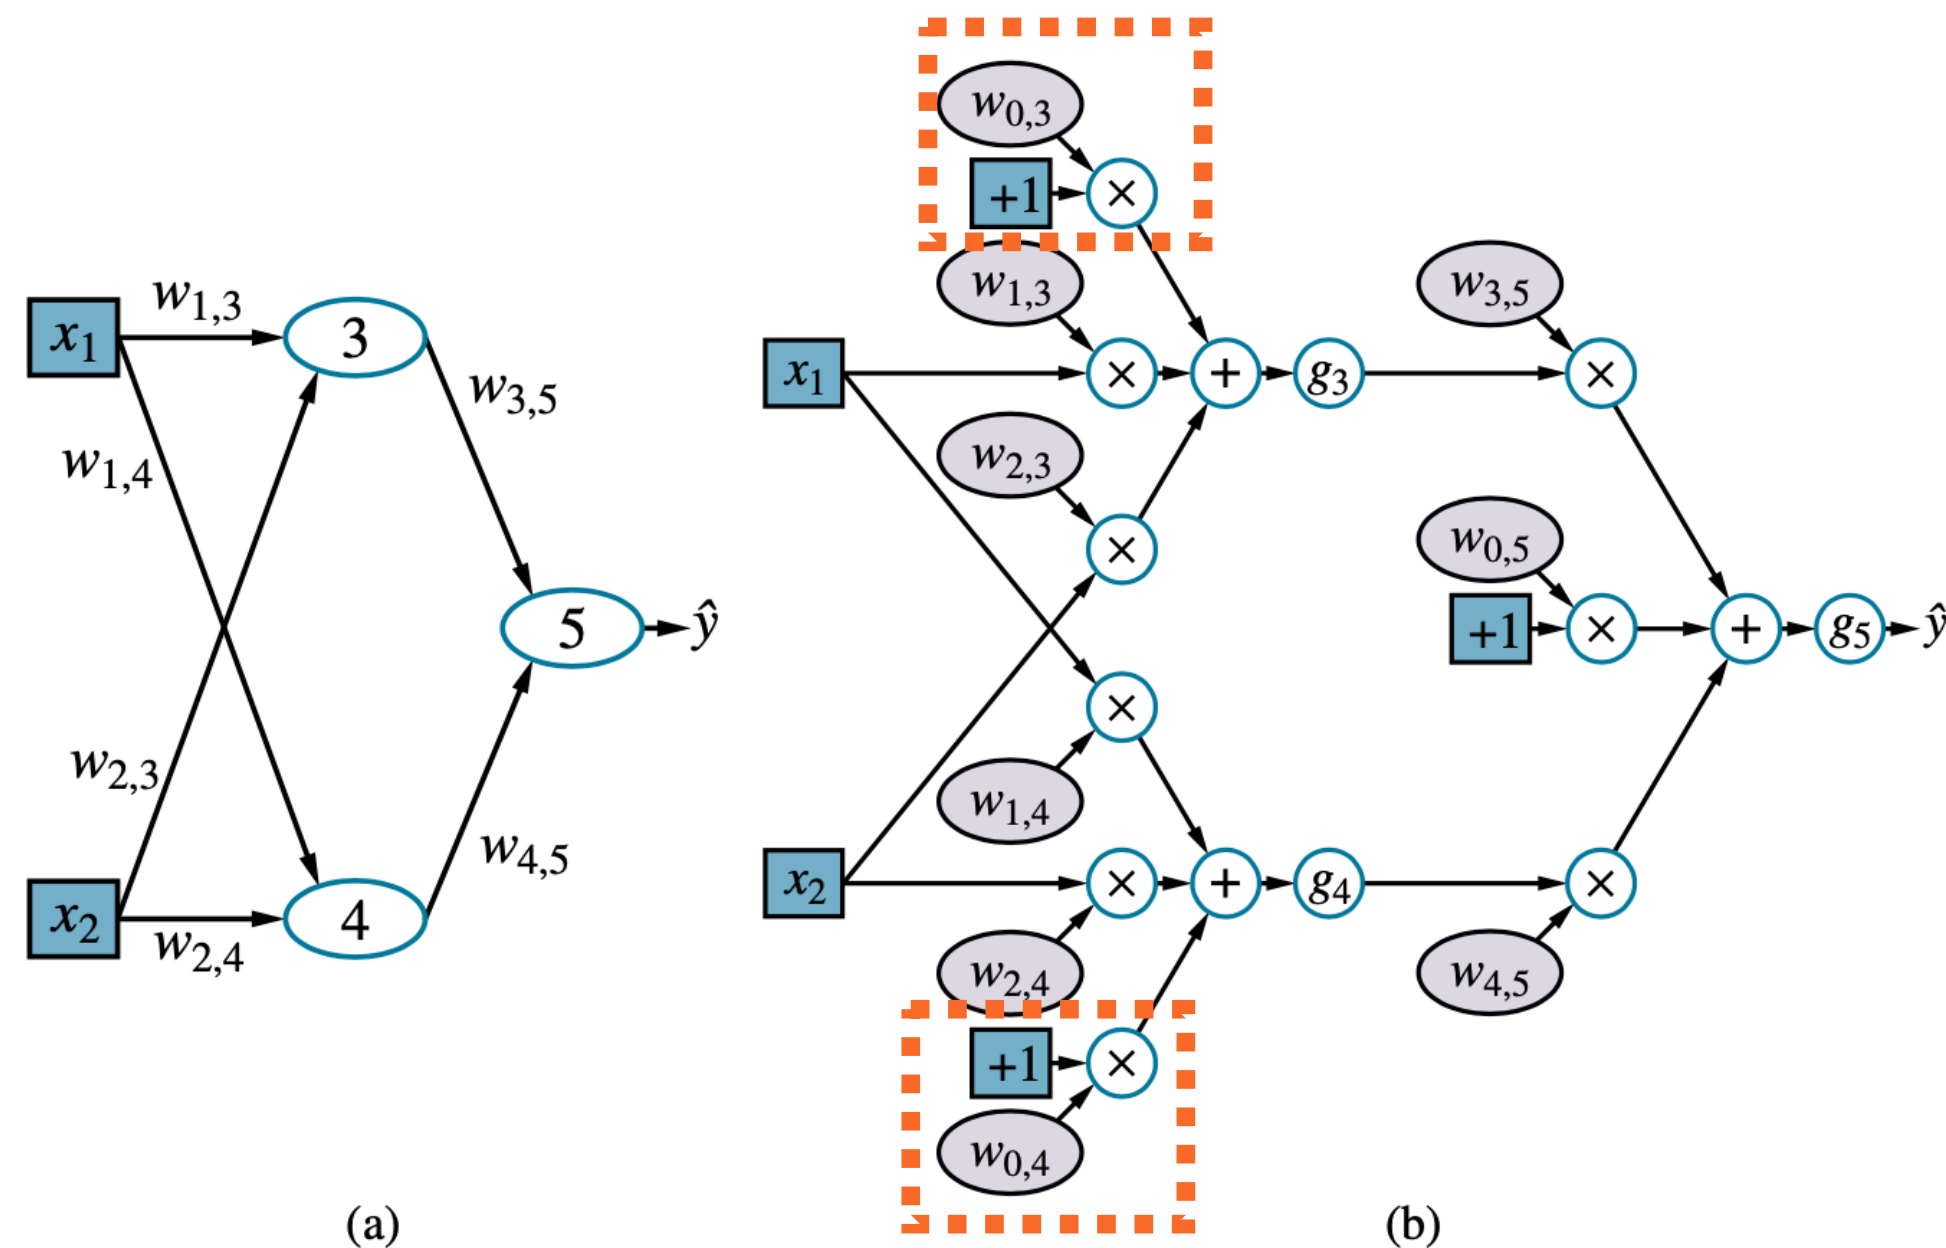 x₁
w₁,₃
3
w₃,₅
w₁,₄
5
ŷ
w₂,₃
w₄,₅
x₂
w₂,₄
4
(a)
w₀,₃
+1
×
w₁,₃
x₁
×
+
g₃
w₃,₅
×
w₂,₃
×
w₀,₅
+1
×
+
g₅
ŷ
×
w₁,₄
x₂
×
+
g₄
×
w₂,₄
w₄,₅
+1
×
w₀,₄
(b)